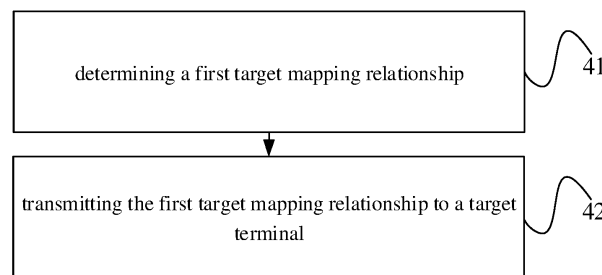 determining a first target mapping relationship
41
transmitting the first target mapping relationship to a target
terminal
42